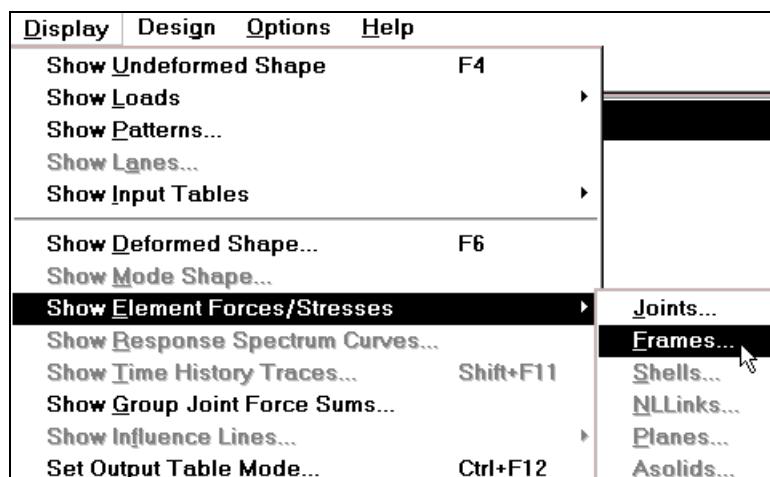 Display Design Options Help
Show Undeformed Shape F4
Show Loads
Show Patterns...
Show Lanes...
Show Input Tables
Show Deformed Shape... F6
Show Mode Shape...
Show Element Forces/Stresses
Show Response Spectrum Curves...
Show Time History Traces... Shift+F11
Show Group Joint Force Sums...
Show Influence Lines...
Set Output Table Mode... Ctrl+F12
Joints...
Frames...
Shells...
NLLinks...
Planes...
Asolids...